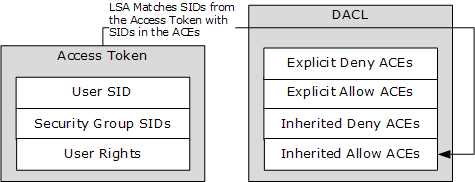 LSA Matches SIDs from
the Access Token with
SIDs in the ACEs
Access Token
User SID
Security Group SIDs
User Rights
DACL
Explicit Deny ACEs
Explicit Allow ACEs
Inherited Deny ACEs
Inherited Allow ACEs